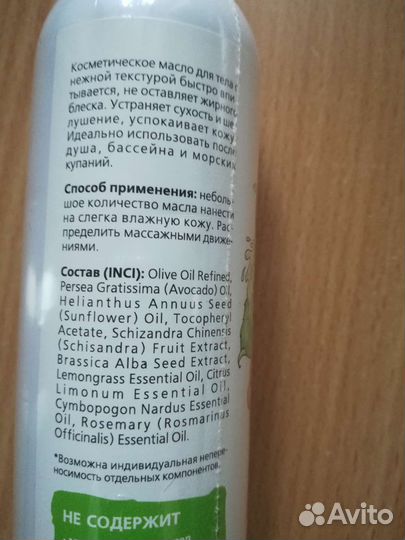 Косметическое масло для тела с
нежной текстурой быстро впи-
тывается, не оставляет жирного
блеска. Устраняет сухость и ше-
лушение, успокаивает кожу.
Идеально использовать после
душа, бассейна и морских
купаний.
Способ применения: неболь-
шое количество масла нанести
на слегка влажную кожу. Рас-
пределить массажными движе-
ниями.
Состав (INCI): Olive Oil Refined,
Persea Gratissima (Avocado) Oil,
Helianthus Annuus Seed
(Sunflower) Oil, Tocopheryl
Acetate, Schizandra Chinensis
(Schisandra) Fruit Extract,
Brassica Alba Seed Extract,
Lemongrass Essential Oil, Citrus
Limonum Essential Oil,
Cymbopogon Nardus Essential
Oil, Rosemary (Rosmarinus
Officinalis) Essential Oil.
*Возможна индивидуальная непере-
носимость отдельных компонентов.
НЕ СОДЕРЖИТ
Avito